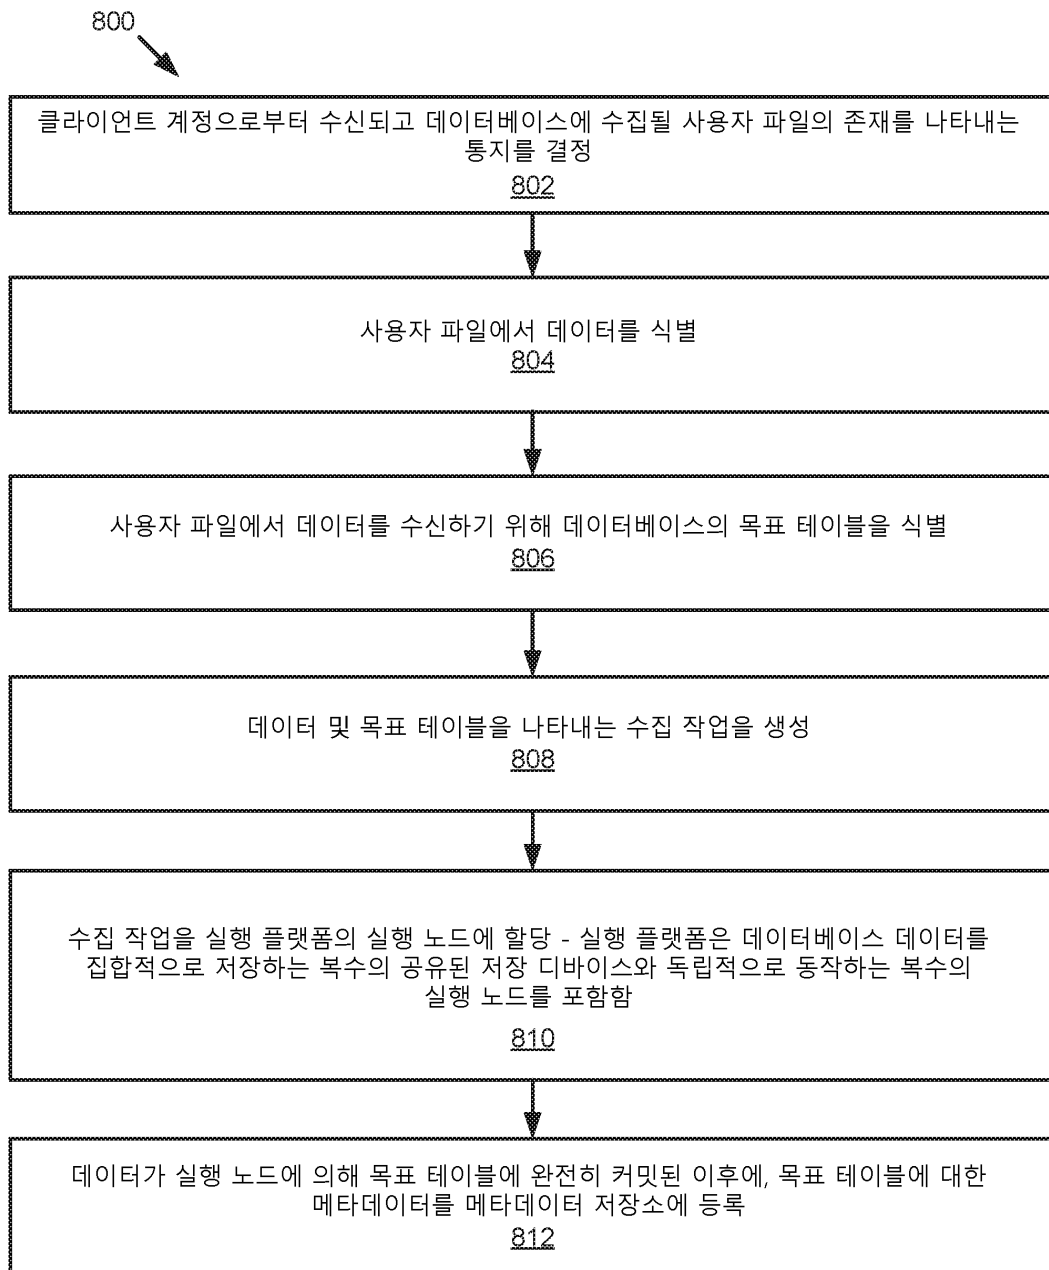 800
클라이언트 계정으로부터 수신되고 데이터베이스에 수집될 사용자 파일의 존재를 나타내는
통지를 결정
802
사용자 파일에서 데이터를 식별
804
사용자 파일에서 데이터를 수신하기 위해 데이터베이스의 목표 테이블을 식별
806
데이터 및 목표 테이블을 나타내는 수집 작업을 생성
808
수집 작업을 실행 플랫폼의 실행 노드에 할당 - 실행 플랫폼은 데이터베이스 데이터를
집합적으로 저장하는 복수의 공유된 저장 디바이스와 독립적으로 동작하는 복수의
실행 노드를 포함함
810
데이터가 실행 노드에 의해 목표 테이블에 완전히 커밋된 이후에, 목표 테이블에 대한
메타데이터를 메타데이터 저장소에 등록
812